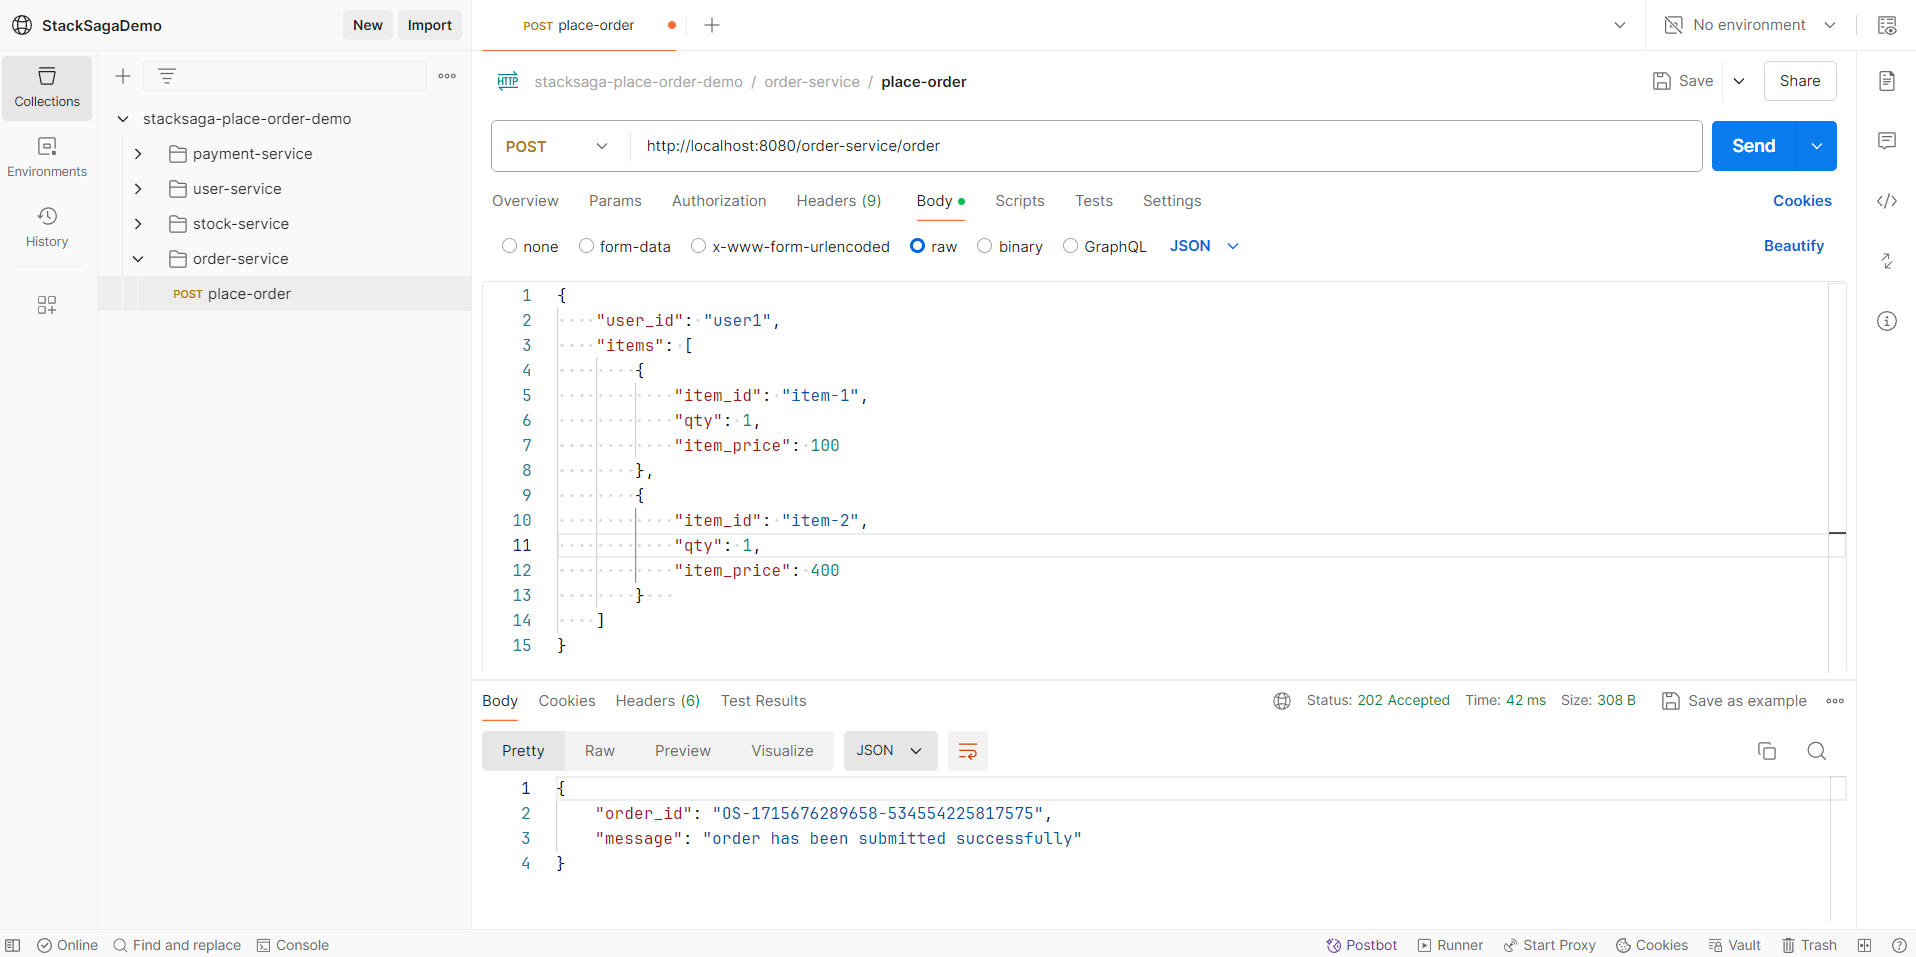 StackSagaDemo
New
Import
POST place-order
No environment
Collections
Environments
History
stacksaga-place-order-demo
payment-service
user-service
stock-service
order-service
POST place-order
HTTP stacksaga-place-order-demo / order-service / place-order
Save
Share
POST
http://localhost:8080/order-service/order
Send
Overview Params Authorization Headers (9) Body Scripts Tests Settings Cookies
none form-data x-www-form-urlencoded raw binary GraphQL JSON Beautify
1 {
2 "user_id": "user1",
3 "items": [
4 {
5 "item_id": "item-1",
6 "qty": 1,
7 "item_price": 100
8 },
9 {
10 "item_id": "item-2",
11 "qty": 1,
12 "item_price": 400
13 }
14 ]
15 }
Body Cookies Headers (6) Test Results Status: 202 Accepted Time: 42 ms Size: 308 B Save as example
Pretty Raw Preview Visualize JSON
1 {
2 "order_id": "OS-1715676289658-534554225817575",
3 "message": "order has been submitted successfully"
4 }
Online Find and replace Console Postbot Runner Start Proxy Cookies Vault Trash